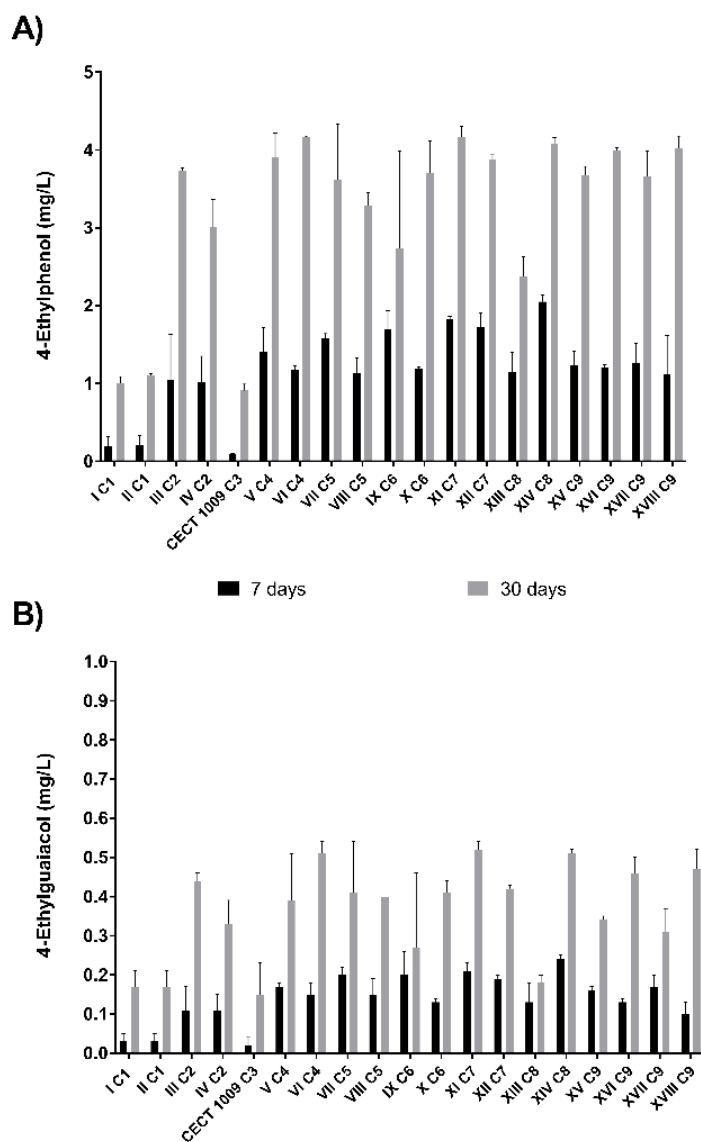 A)
4-Ethylphenol (mg/L)
5
4
3
2
1
0
I C1
II C1
III C2
IV C2
CECT 1009 C3
V C4
VI C4
VII C5
VIII C5
IX C6
X C6
XI C7
XII C7
XIII C8
XIV C8
XV C9
XVI C9
XVII C9
XVIII C9
7 days
30 days
B)
4-Ethylguaiacol (mg/L)
1.0
0.9
0.8
0.7
0.6
0.5
0.4
0.3
0.2
0.1
0.0
I C1
II C1
III C2
IV C2
CECT 1009 C3
V C4
VI C4
VII C5
VIII C5
IX C6
X C6
XI C7
XII C7
XIII C8
XIV C8
XV C9
XVI C9
XVII C9
XVIII C9